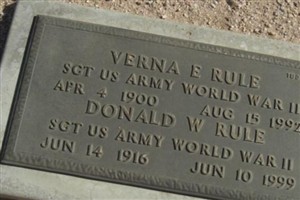 VERNA E RULE
SGT US ARMY WORLD WAR II
APR 4 1900 AUG 15 1992
DONALD W RULE
SGT US ARMY WORLD WAR II
JUN 14 1916 JUN 10 1999